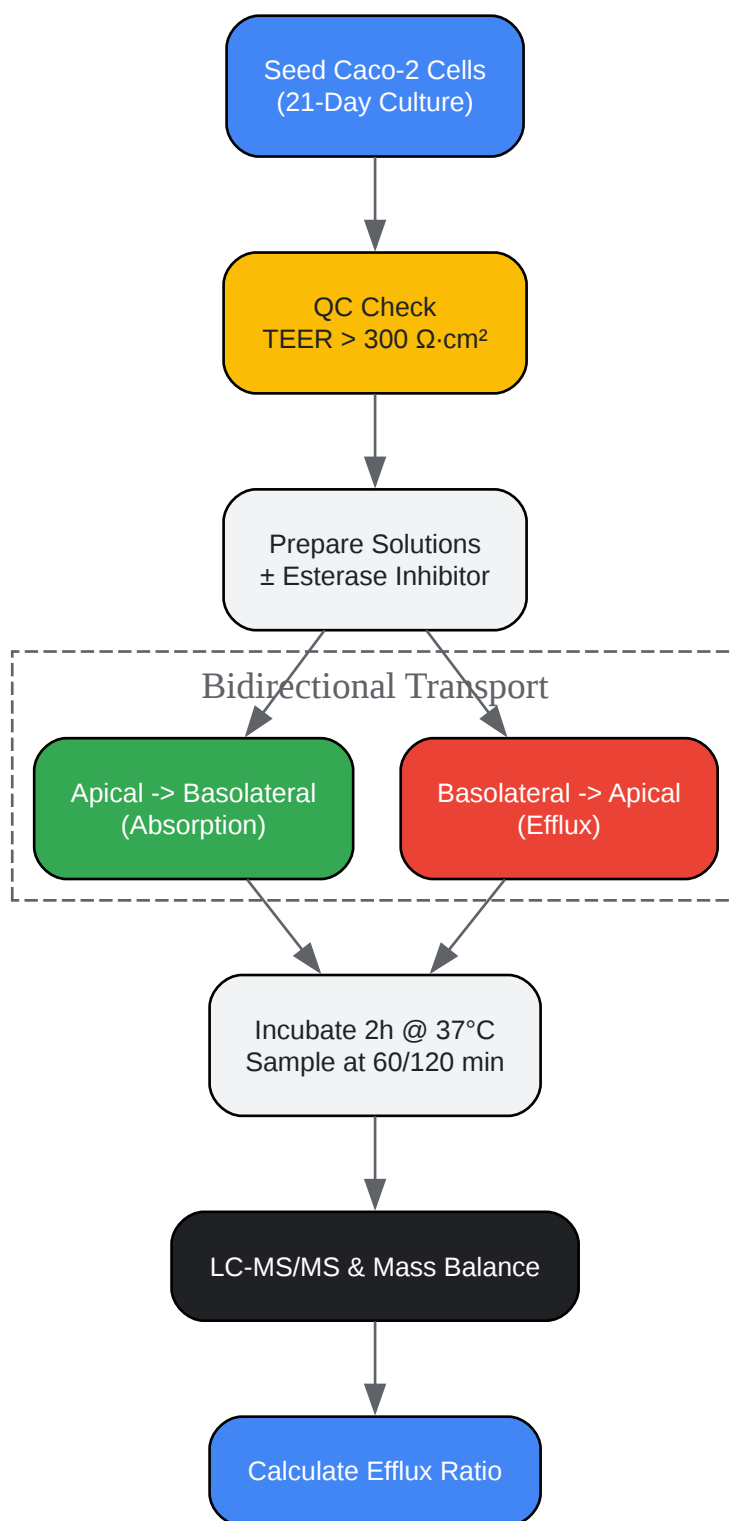 Seed Caco-2 Cells
(21-Day Culture)
QC Check
TEER > 300 Ω·cm²
Prepare Solutions
± Esterase Inhibitor
Bidirectional Transport
Apical -> Basolateral
(Absorption)
Basolateral -> Apical
(Efflux)
Incubate 2h @ 37°C
Sample at 60/120 min
LC-MS/MS & Mass Balance
Calculate Efflux Ratio